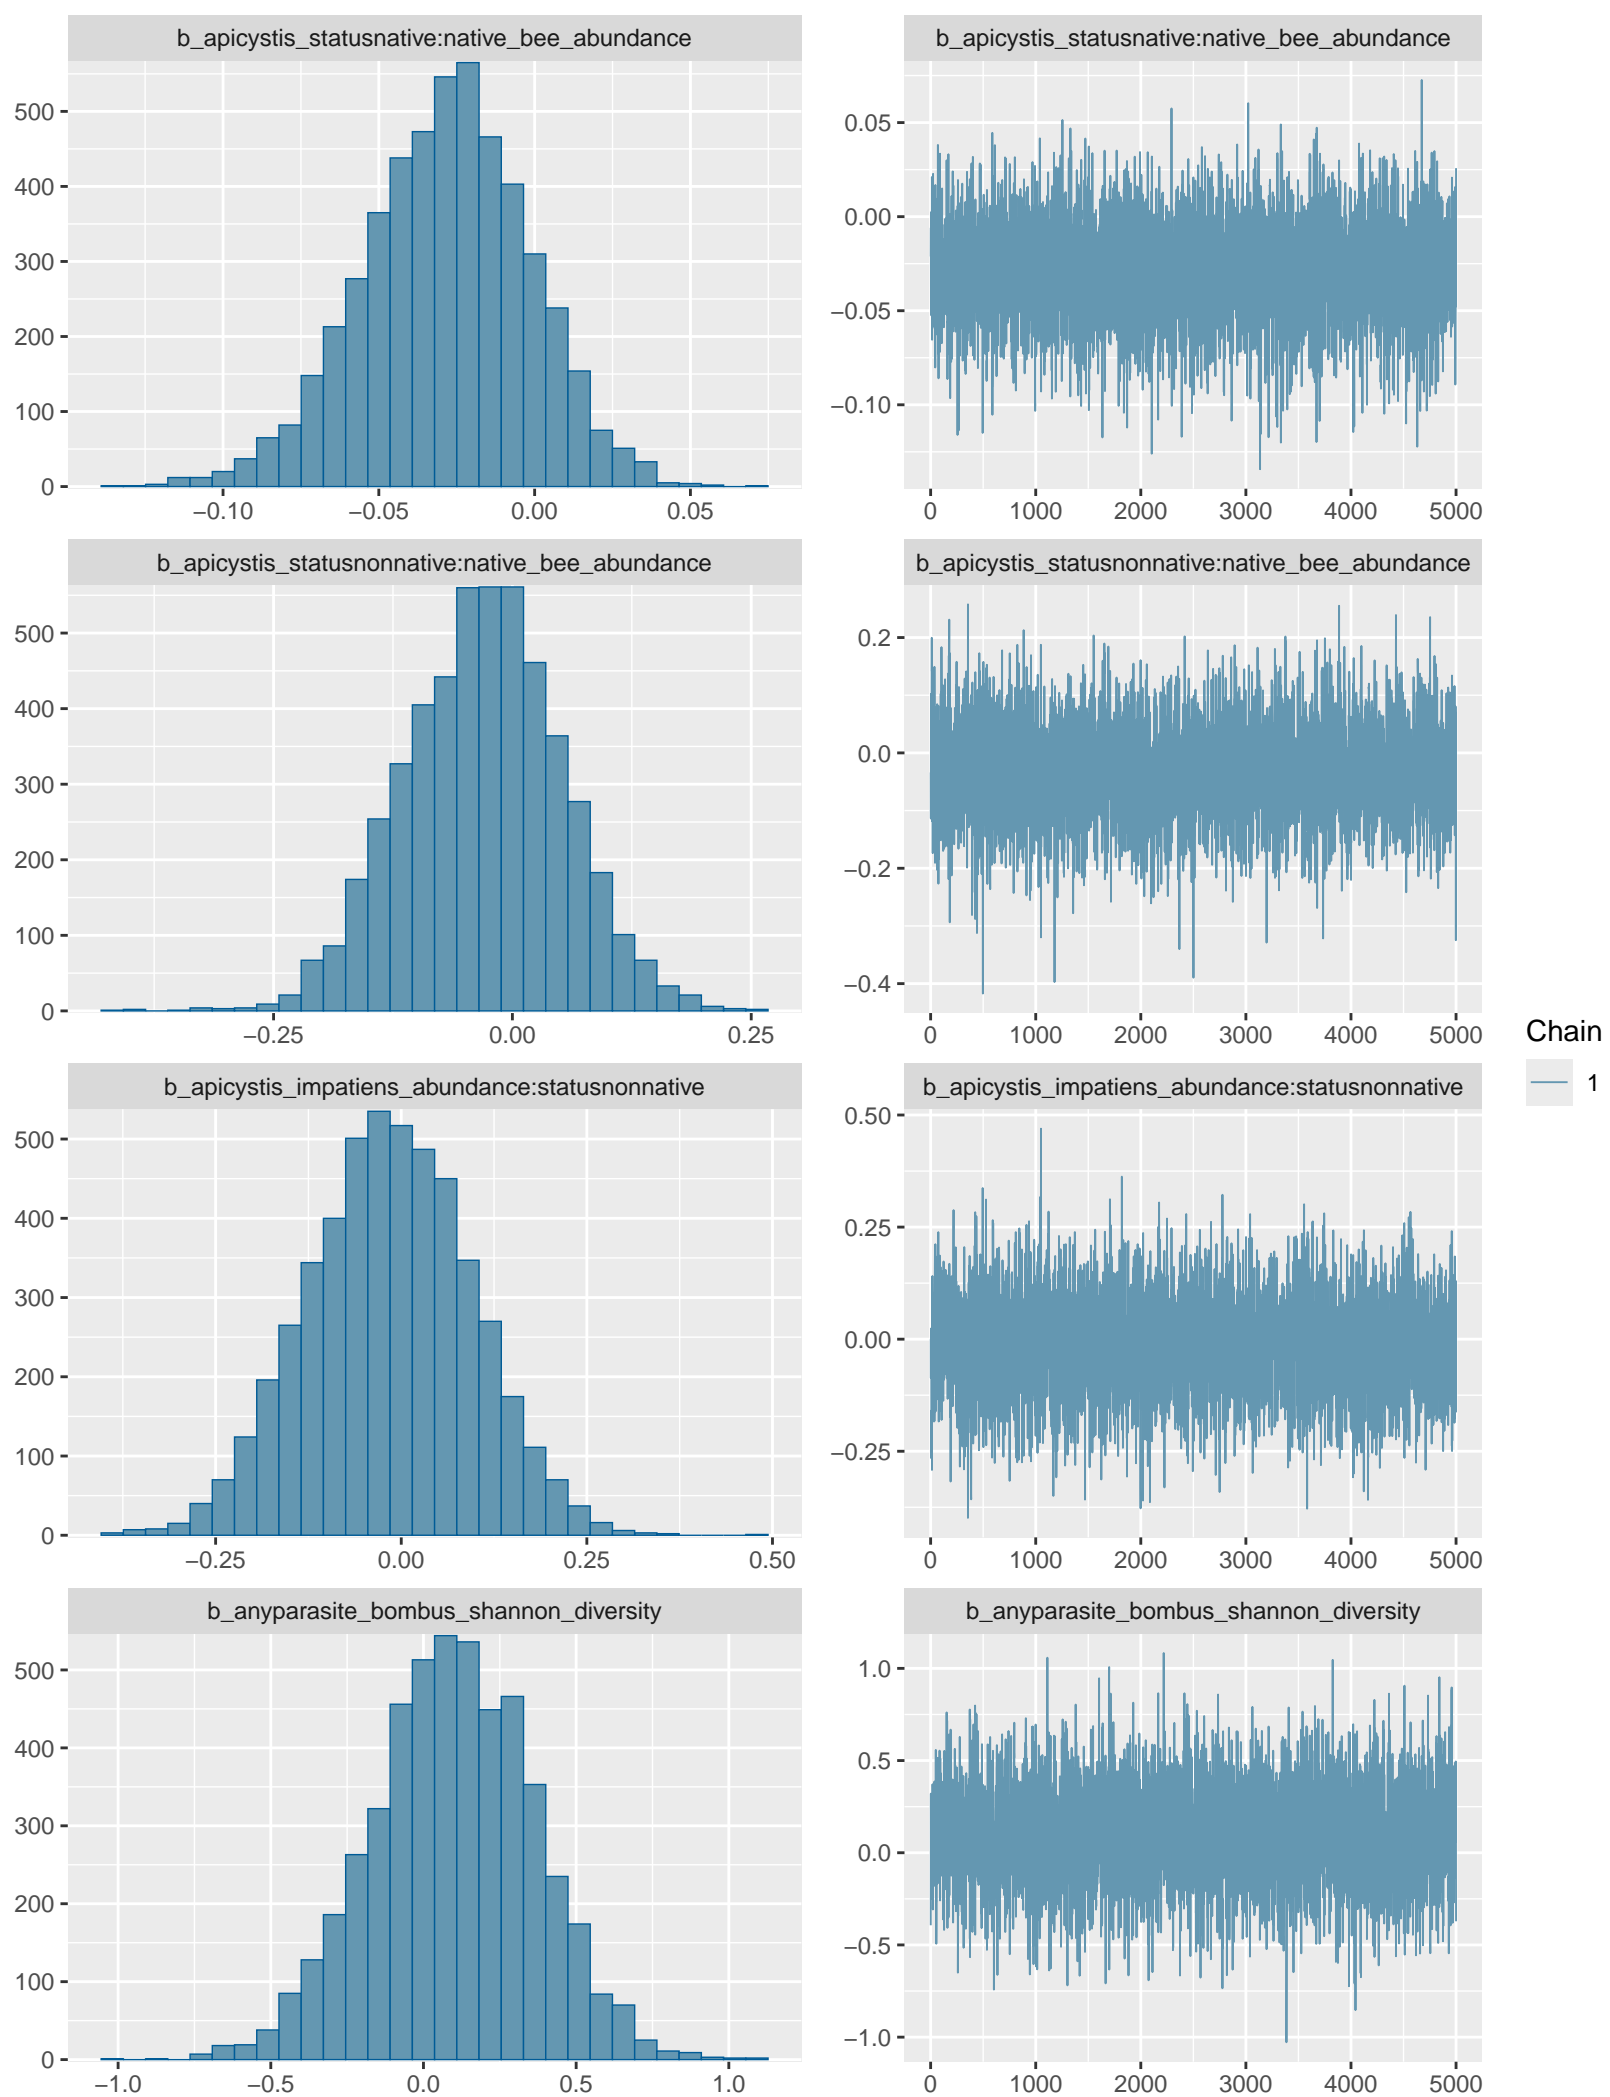 b_apicystis_statusnative:native_bee_abundance
500
400
300
200
100
0
−0.10 −0.05 0.00 0.05
b_apicystis_statusnative:native_bee_abundance
0.05
0.00
−0.05
−0.10
0 1000 2000 3000 4000 5000
b_apicystis_statusnonnative:native_bee_abundance
500
400
300
200
100
0
−0.25 0.00 0.25
b_apicystis_statusnonnative:native_bee_abundance
0.2
0.0
−0.2
−0.4
0 1000 2000 3000 4000 5000
b_apicystis_impatiens_abundance:statusnonnative
500
400
300
200
100
0
−0.25 0.00 0.25 0.50
b_apicystis_impatiens_abundance:statusnonnative
0.50
0.25
0.00
−0.25
0 1000 2000 3000 4000 5000
b_anyparasite_bombus_shannon_diversity
500
400
300
200
100
0
−1.0 −0.5 0.0 0.5 1.0
b_anyparasite_bombus_shannon_diversity
1.0
0.5
0.0
−0.5
−1.0
0 1000 2000 3000 4000 5000
Chain
1